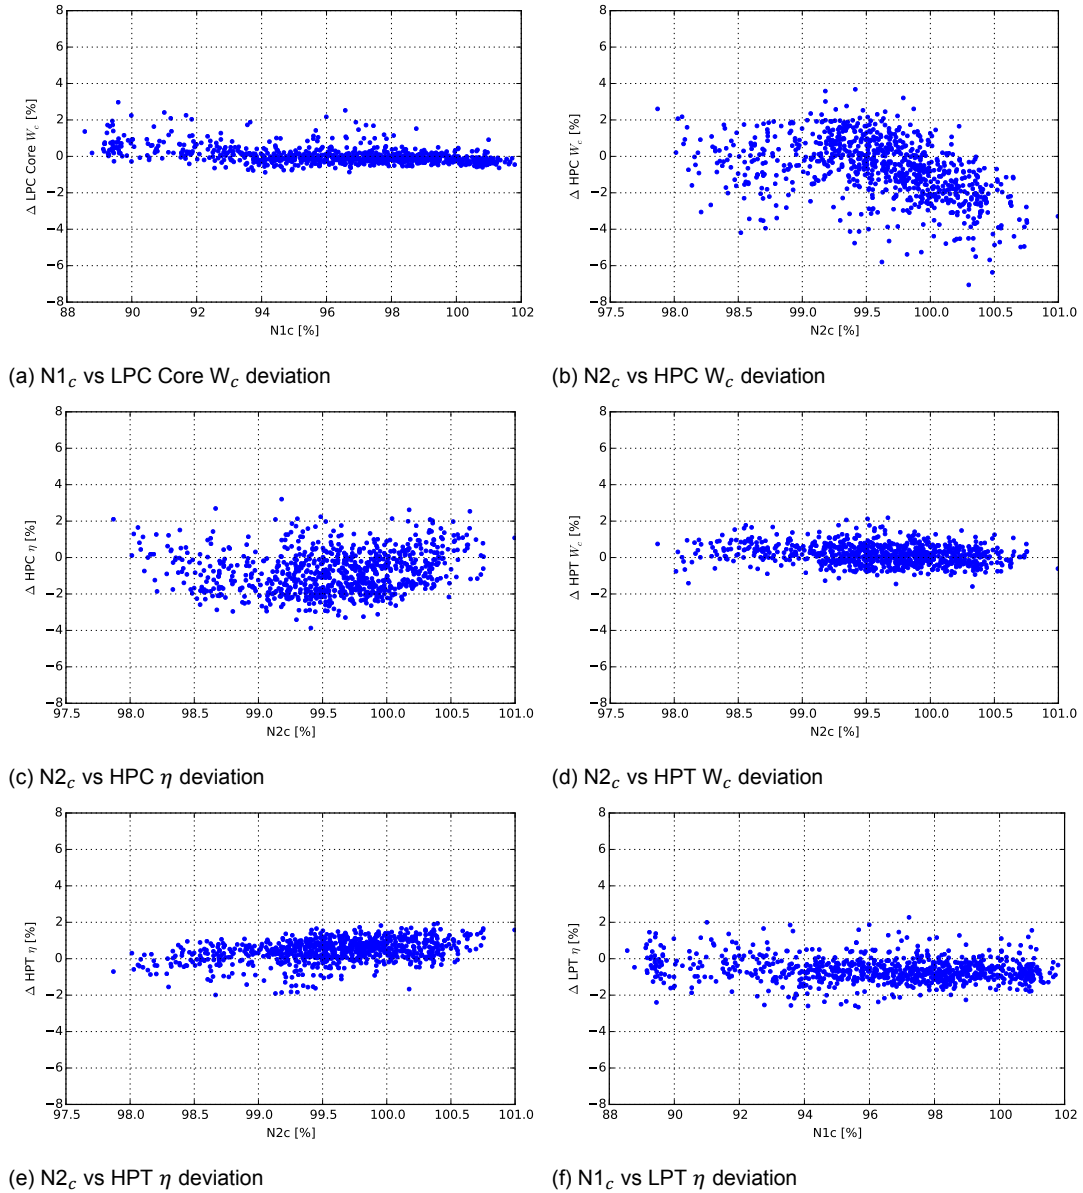 8
6
4
2
0
−2
−4
−6
−8
Δ LPC Core W_c [%]
88 90 92 94 96 98 100 102
N1c [%]
8
6
4
2
0
−2
−4
−6
−8
Δ HPC W_c [%]
97.5 98.0 98.5 99.0 99.5 100.0 100.5 101.0
N2c [%]
(a) N1_c vs LPC Core W_c deviation
(b) N2_c vs HPC W_c deviation
8
6
4
2
0
−2
−4
−6
−8
Δ HPC η [%]
97.5 98.0 98.5 99.0 99.5 100.0 100.5 101.0
N2c [%]
8
6
4
2
0
−2
−4
−6
−8
Δ HPT W_c [%]
97.5 98.0 98.5 99.0 99.5 100.0 100.5 101.0
N2c [%]
(c) N2_c vs HPC η deviation
(d) N2_c vs HPT W_c deviation
8
6
4
2
0
−2
−4
−6
−8
Δ HPT η [%]
97.5 98.0 98.5 99.0 99.5 100.0 100.5 101.0
N2c [%]
8
6
4
2
0
−2
−4
−6
−8
Δ LPT η [%]
88 90 92 94 96 98 100 102
N1c [%]
(e) N2_c vs HPT η deviation
(f) N1_c vs LPT η deviation